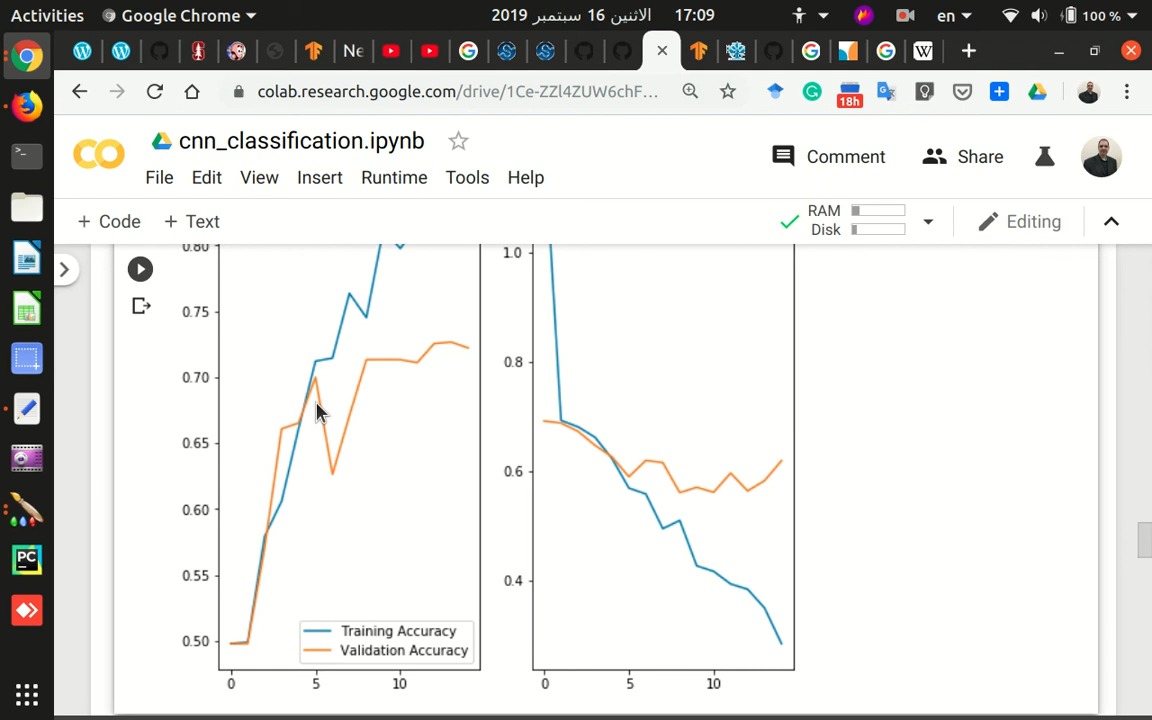 Activities Google Chrome 2019 الاثنين 16 سبتمبر 17:09 en 100 %
Ne
colab.research.google.com/drive/1Ce-ZZl4ZUW6chF...
18h
cnn_classification.ipynb
Comment Share
File Edit View Insert Runtime Tools Help
+ Code + Text
RAM
Disk
Editing
0.80
0.75
0.70
0.65
0.60
0.55
0.50
Training Accuracy
Validation Accuracy
0 5 10
1.0
0.8
0.6
0.4
0 5 10
PC